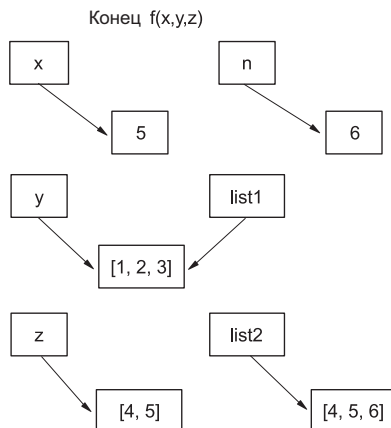 Конец f(x,y,z)
x n
5 6
y list1
[1, 2, 3]
z list2
[4, 5] [4, 5, 6]